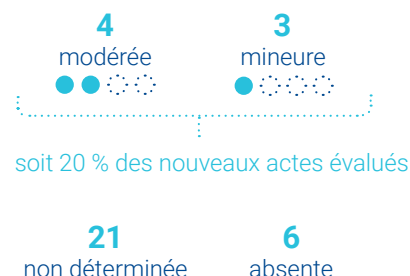 4 3
modérée mineure
soit 20 % des nouveaux actes évalués
21 6
non déterminée absente